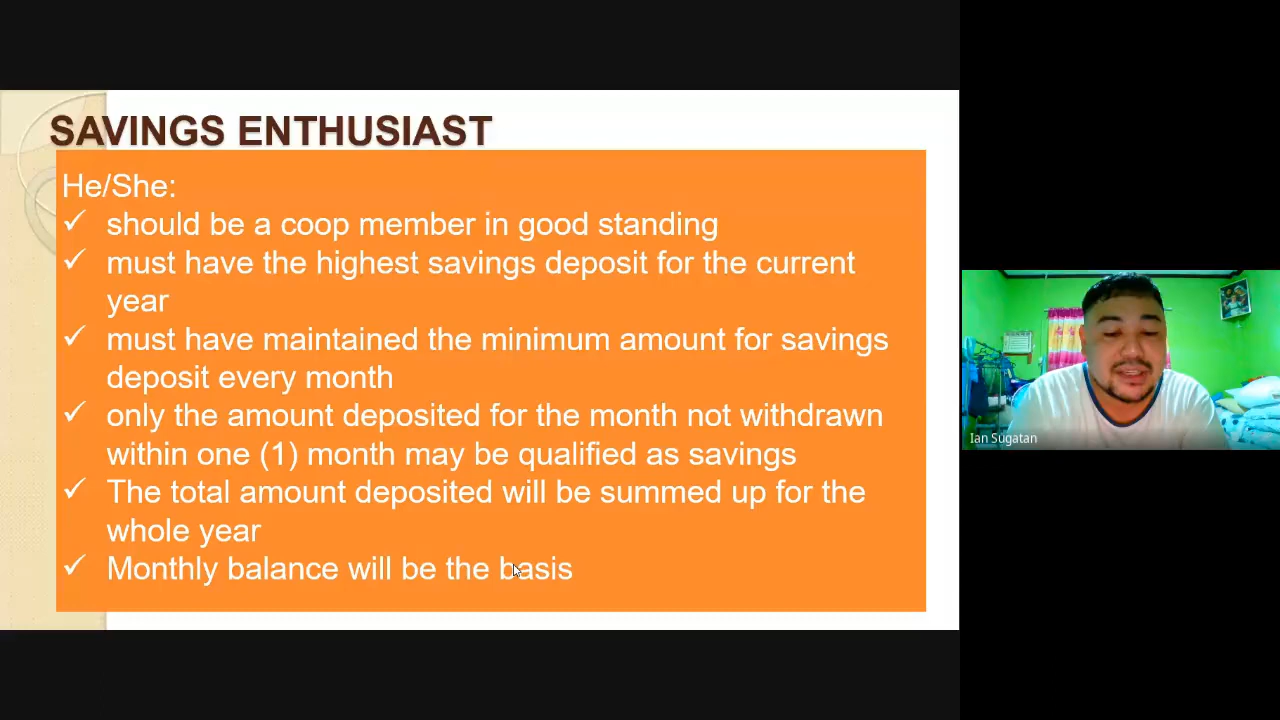 SAVINGS ENTHUSIAST
He/She:
✓ should be a coop member in good standing
✓ must have the highest savings deposit for the current
year
✓ must have maintained the minimum amount for savings
deposit every month
✓ only the amount deposited for the month not withdrawn
within one (1) month may be qualified as savings
✓ The total amount deposited will be summed up for the
whole year
✓ Monthly balance will be the basis
Ian Sugatan